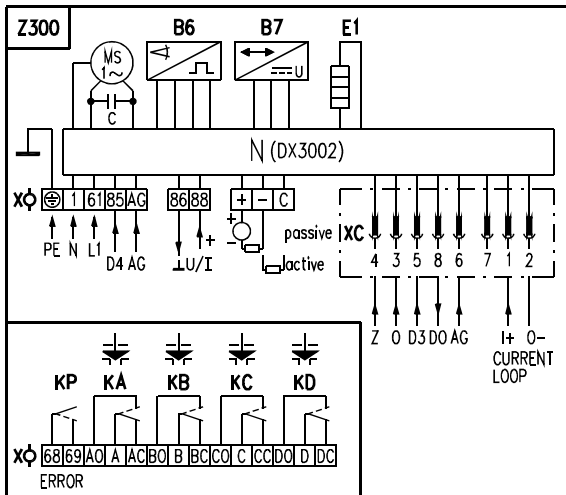 Z300
B6
B7
E1
MS
1~
C
U
N (DX3002)
X 1 61 85 AG 86 88 + - C
PE N L1
D4 AG
⊥U/I
+
+
-
passive
active
XC
4 3 5 8 6 7 1 2
Z O D3 DO AG I+ O-
CURRENT
LOOP
KP KA KB KC KD
X 68 69 AO A AC BO B BC CO C CC DO D DC
ERROR